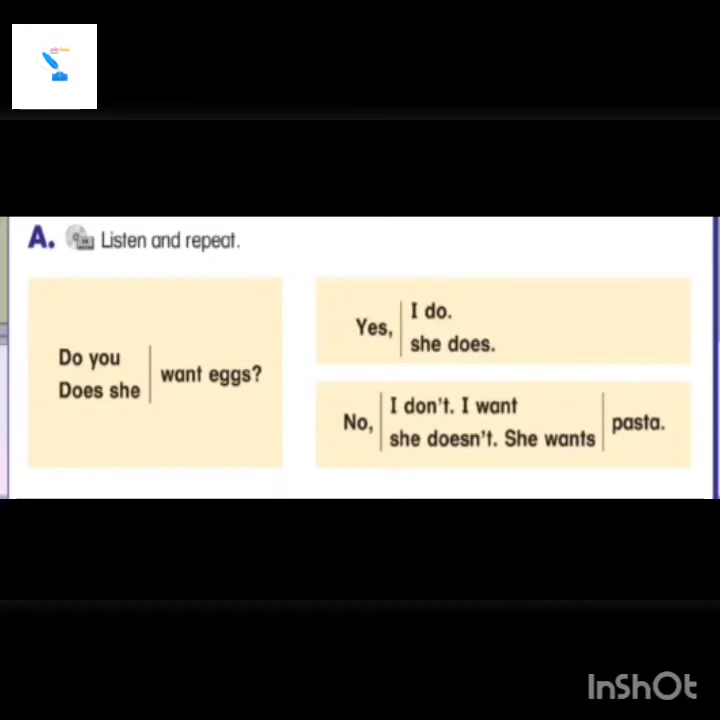 A. Listen and repeat.
Do you
Does she
want eggs?
Yes,
I do.
she does.
No,
I don't. I want
she doesn't. She wants
pasta.
InShOt